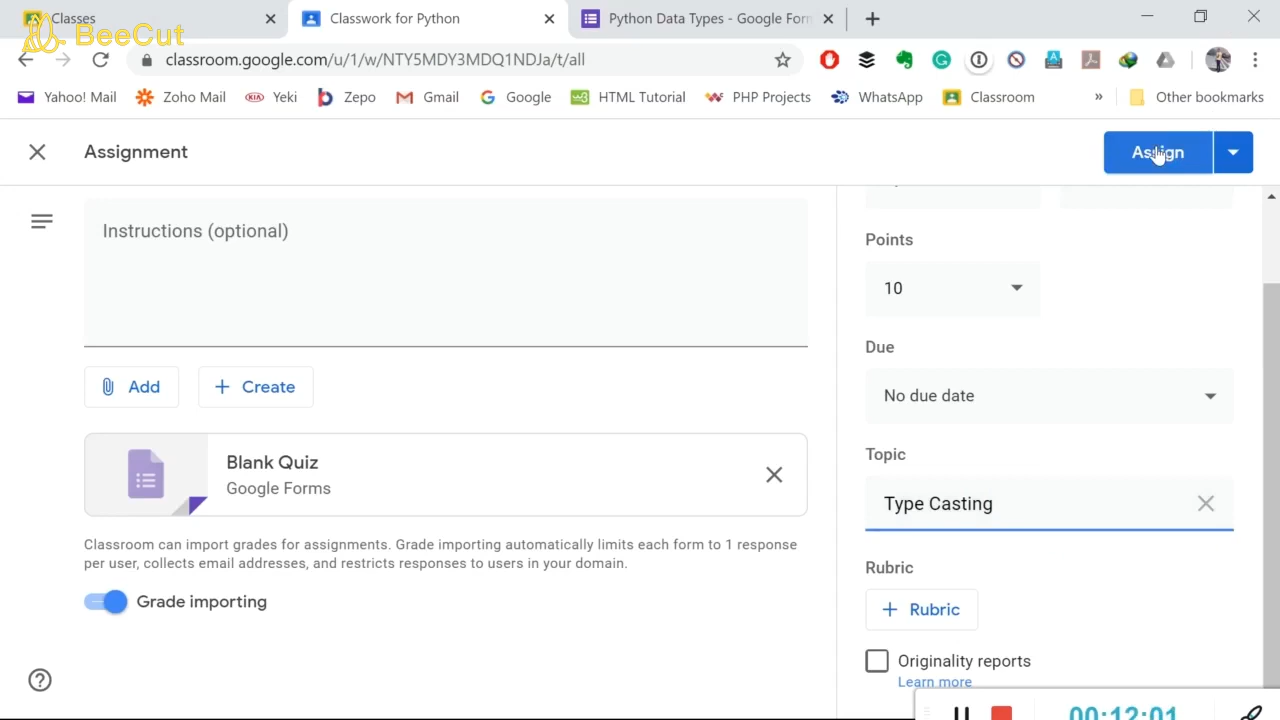 Classes
Classwork for Python
Python Data Types - Google Form
BeeCut
classroom.google.com/u/1/w/NTY5MDY3MDQ1NDJa/t/all
Yahoo! Mail
Zoho Mail
KIA
Yeki
Zepo
Gmail
Google
HTML Tutorial
PHP Projects
WhatsApp
Classroom
»
Other bookmarks
Assignment
Assign
Instructions (optional)
Points
10
Due
No due date
Add
+ Create
Topic
Blank Quiz
Google Forms
Type Casting
Classroom can import grades for assignments. Grade importing automatically limits each form to 1 response
per user, collects email addresses, and restricts responses to users in your domain.
Rubric
Grade importing
+ Rubric
Originality reports
Learn more
00:12:01